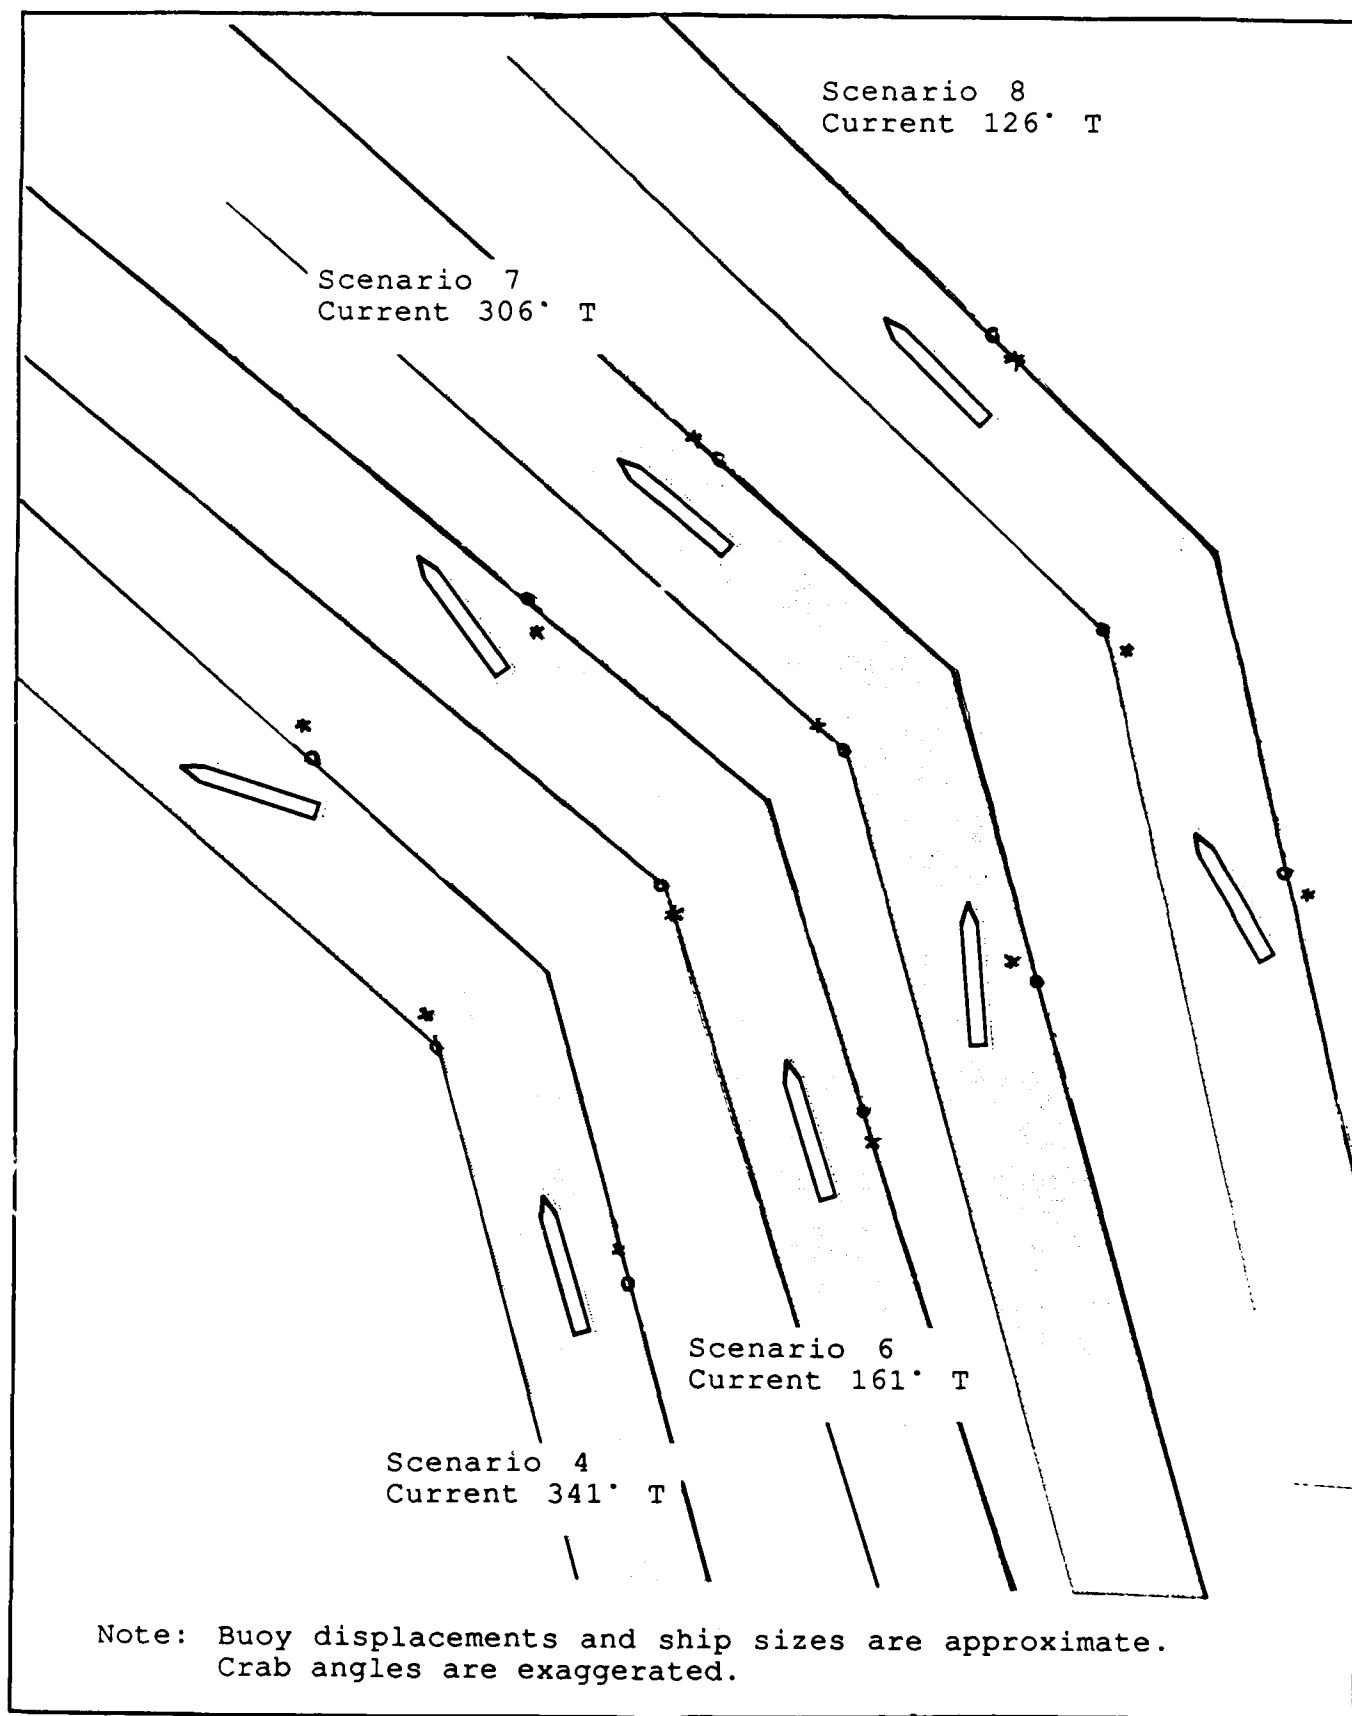 Scenario 8
Current 126° T
Scenario 7
Current 306° T
Scenario 6
Current 161° T
Scenario 4
Current 341° T
Note: Buoy displacements and ship sizes are approximate.
Crab angles are exaggerated.